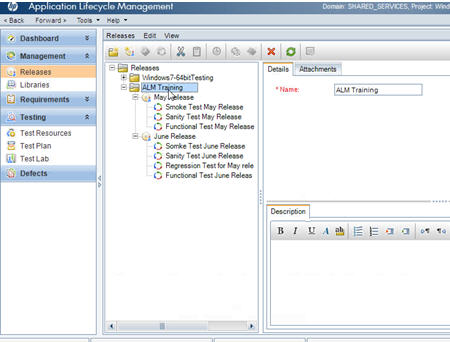 hp Application Lifecycle Management Domain: SHARED_SERVICES, Project: Wind
Back Forward Tools Help
Dashboard
Management
Releases
Libraries
Requirements
Testing
Test Resources
Test Plan
Test Lab
Defects
Releases Edit View
Releases
Windows7-64bitTesting
ALM Training
May Release
Smoke Test May Release
Sanity Test May Release
Functional Test May Release
June Release
Somke Test June Release
Sanity Test June Release
Regression Test for May rele
Functional Test June Releas
Details Attachments
* Name: ALM Training
Description
B I U A ab